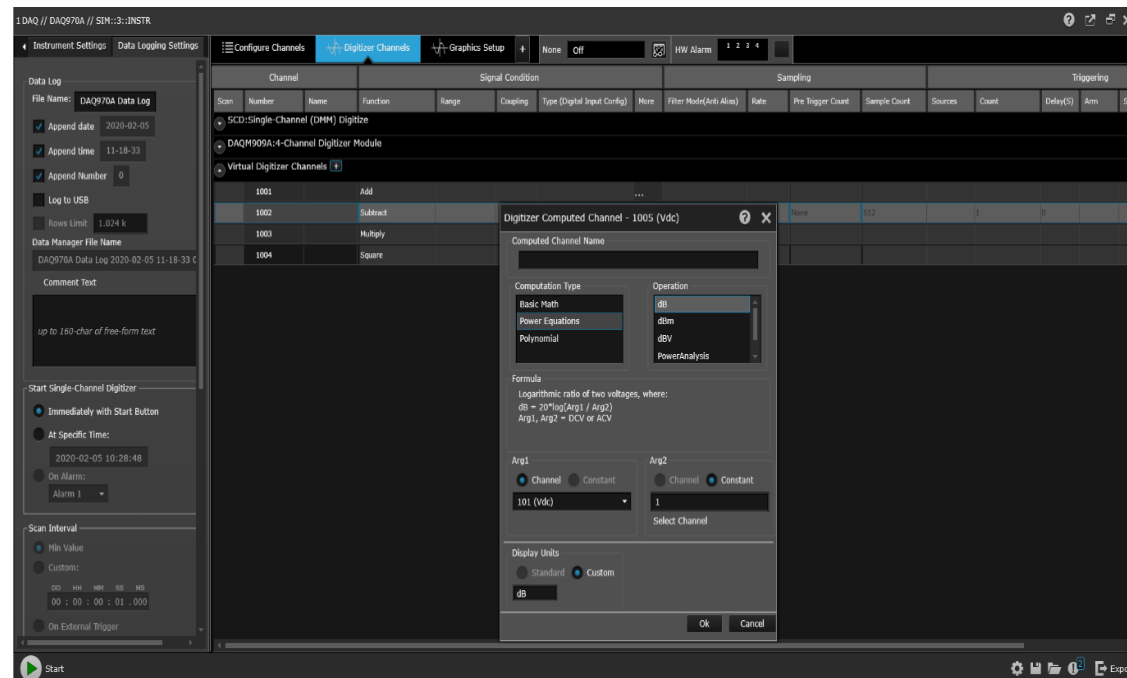 1 DAQ // DAQ970A // SIM::3::INSTR
Instrument Settings
Data Logging Settings
Configure Channels
Digitizer Channels
Graphics Setup
+
None
Off
HW Alarm
1 2 3 4
Data Log
File Name:
DAQ970A Data Log
Append date
2020-02-05
Append time
11-18-33
Append Number
0
Log to USB
Rows Limit
1.024 k
Data Manager File Name
DAQ970A Data Log 2020-02-05 11-18-33
Comment Text
up to 160-char of free-form text
Start Single-Channel Digitizer
Immediately with Start Button
At Specific Time:
2020-02-05 10:28:48
On Alarm:
Alarm 1
Scan Interval
Min Value
Custom:
DD HH MM SS MS
00 : 00 : 00 : 01 . 000
On External Trigger
Start
Channel
Signal Condition
Sampling
Triggering
Scan
Number
Name
Function
Range
Coupling
Type (Digital Input Config)
More
Filter Mode(Anti Alias)
Rate
Pre Trigger Count
Sample Count
Sources
Count
Delay(S)
Arm
S
SCD:Single-Channel (DMM) Digitize
DAQM909A:4-Channel Digitizer Module
Virtual Digitizer Channels +
1001
Add
...
1002
Subtract
None
512
1
0
1003
Multiply
1004
Square
Digitizer Computed Channel - 1005 (Vdc)
Computed Channel Name
Computation Type
Basic Math
Power Equations
Polynomial
Operation
dB
dBm
dBV
PowerAnalysis
Formula
Logarithmic ratio of two voltages, where:
dB = 20*log(Arg1 / Arg2)
Arg1, Arg2 = DCV or ACV
Arg1
Channel
Constant
101 (Vdc)
Arg2
Channel
Constant
1
Select Channel
Display Units
Standard
Custom
dB
Ok
Cancel
2
Expo